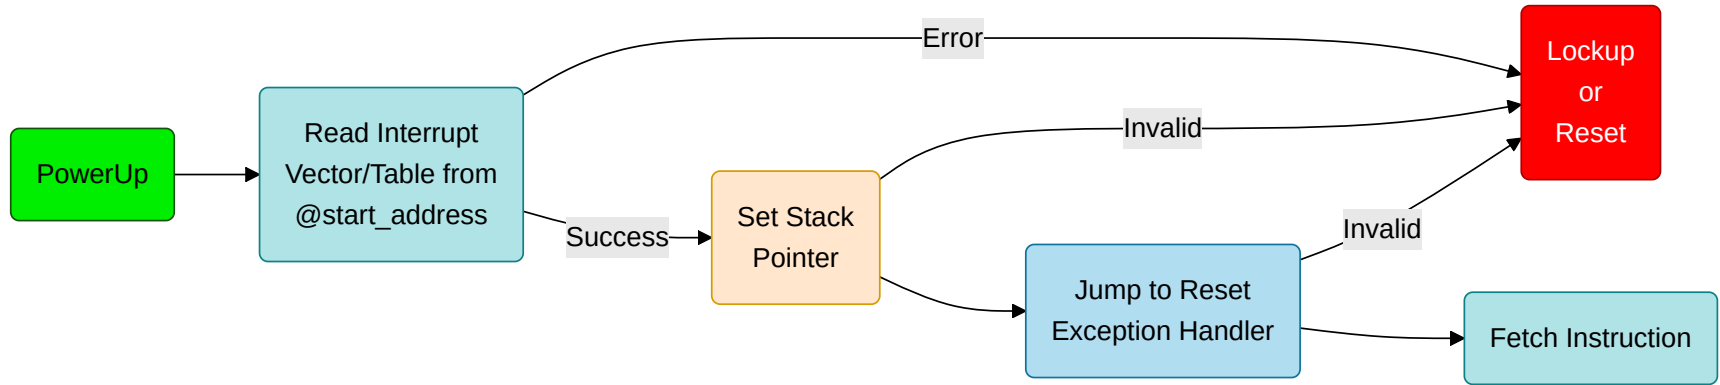 PowerUp
Read Interrupt
Vector/Table from
@start_address
Error
Success
Set Stack
Pointer
Invalid
Jump to Reset
Exception Handler
Invalid
Lockup
or
Reset
Fetch Instruction